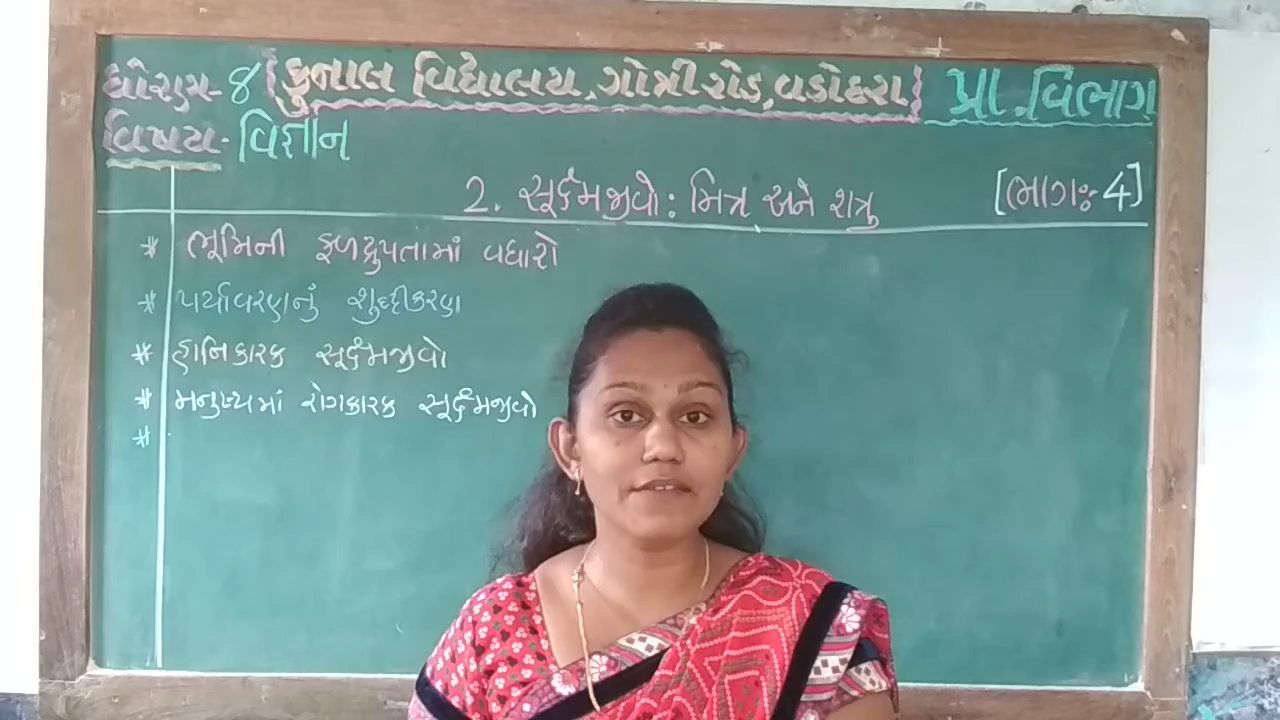 ધોરણ-૪ {કુનાલ વિદ્યાલય,ગોત્રી રોડ,વડોદરા} પ્રા.વિભાગ
વિષય-વિજ્ઞાન
2. સૂક્ષ્મજીવો: મિત્ર અને શત્રુ [ભાગઃ 4]
* ભૂમિની ફળદ્રુપતામાં વધારો
* પર્યાવરણનું શુદ્ધીકરણ
* હાનિકારક સૂક્ષ્મજીવો
* મનુષ્યમાં રોગકારક સૂક્ષ્મજીવો
*